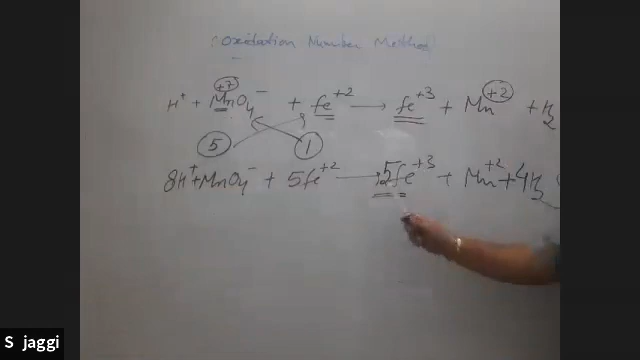 Oxidation Number Method
+7
H⁺ + MnO₄⁻ + fe⁺² → fe⁺³ + Mn⁺² + H₂
5 1
8H⁺ + MnO₄⁻ + 5fe⁺² → 5fe⁺³ + Mn⁺² + 4H₂
S jaggi